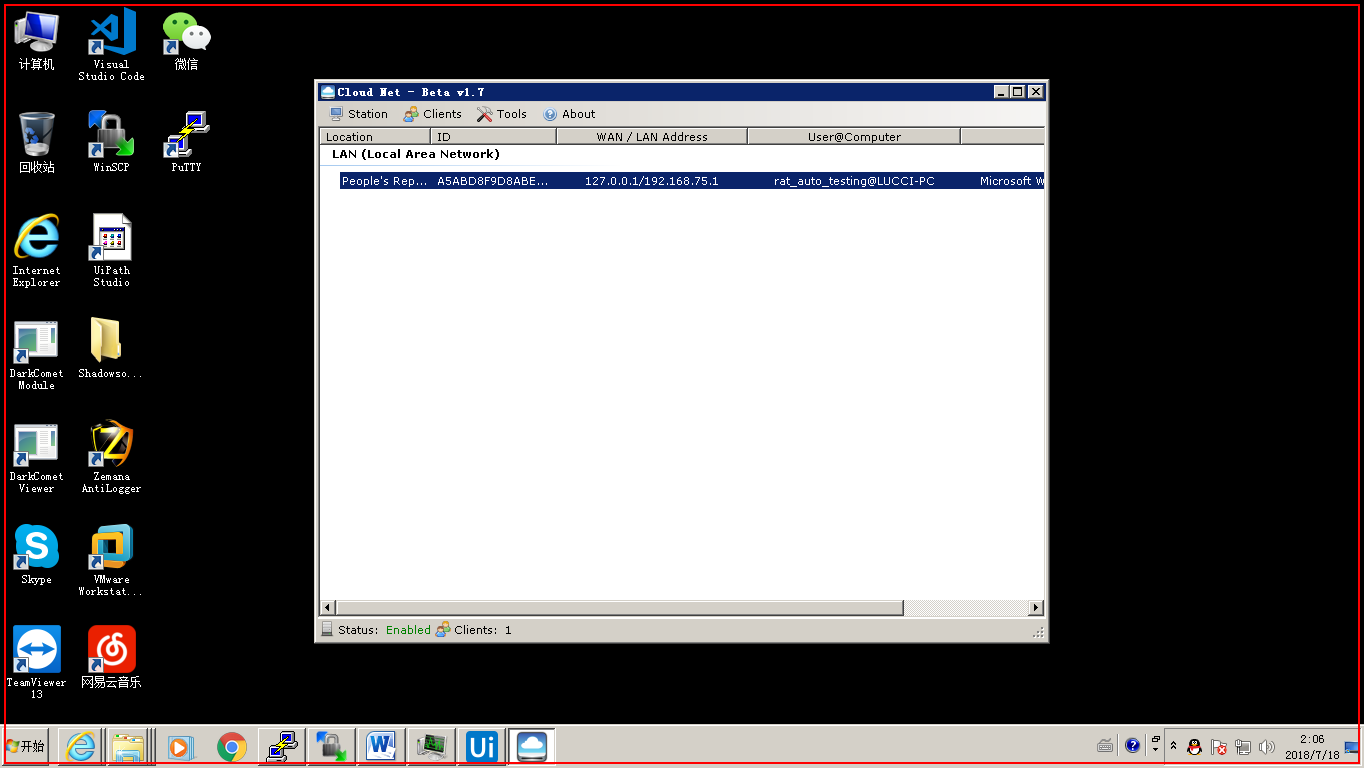 计算机
Visual
Studio Code
微信
回收站
WinSCP
PuTTY
Internet
Explorer
UiPath
Studio
DarkComet
Module
Shadowso...
DarkComet
Viewer
Zemana
AntiLogger
Skype
VMware
Workstat...
TeamViewer
13
网易云音乐
Cloud Net - Beta v1.7
Station Clients Tools About
Location ID WAN / LAN Address User@Computer
LAN (Local Area Network)
People's Rep... A5ABD8F9D8ABE... 127.0.0.1/192.168.75.1 rat_auto_testing@LUCCI-PC Microsoft W
Status: Enabled Clients: 1
开始
Ui
2:06
2018/7/18